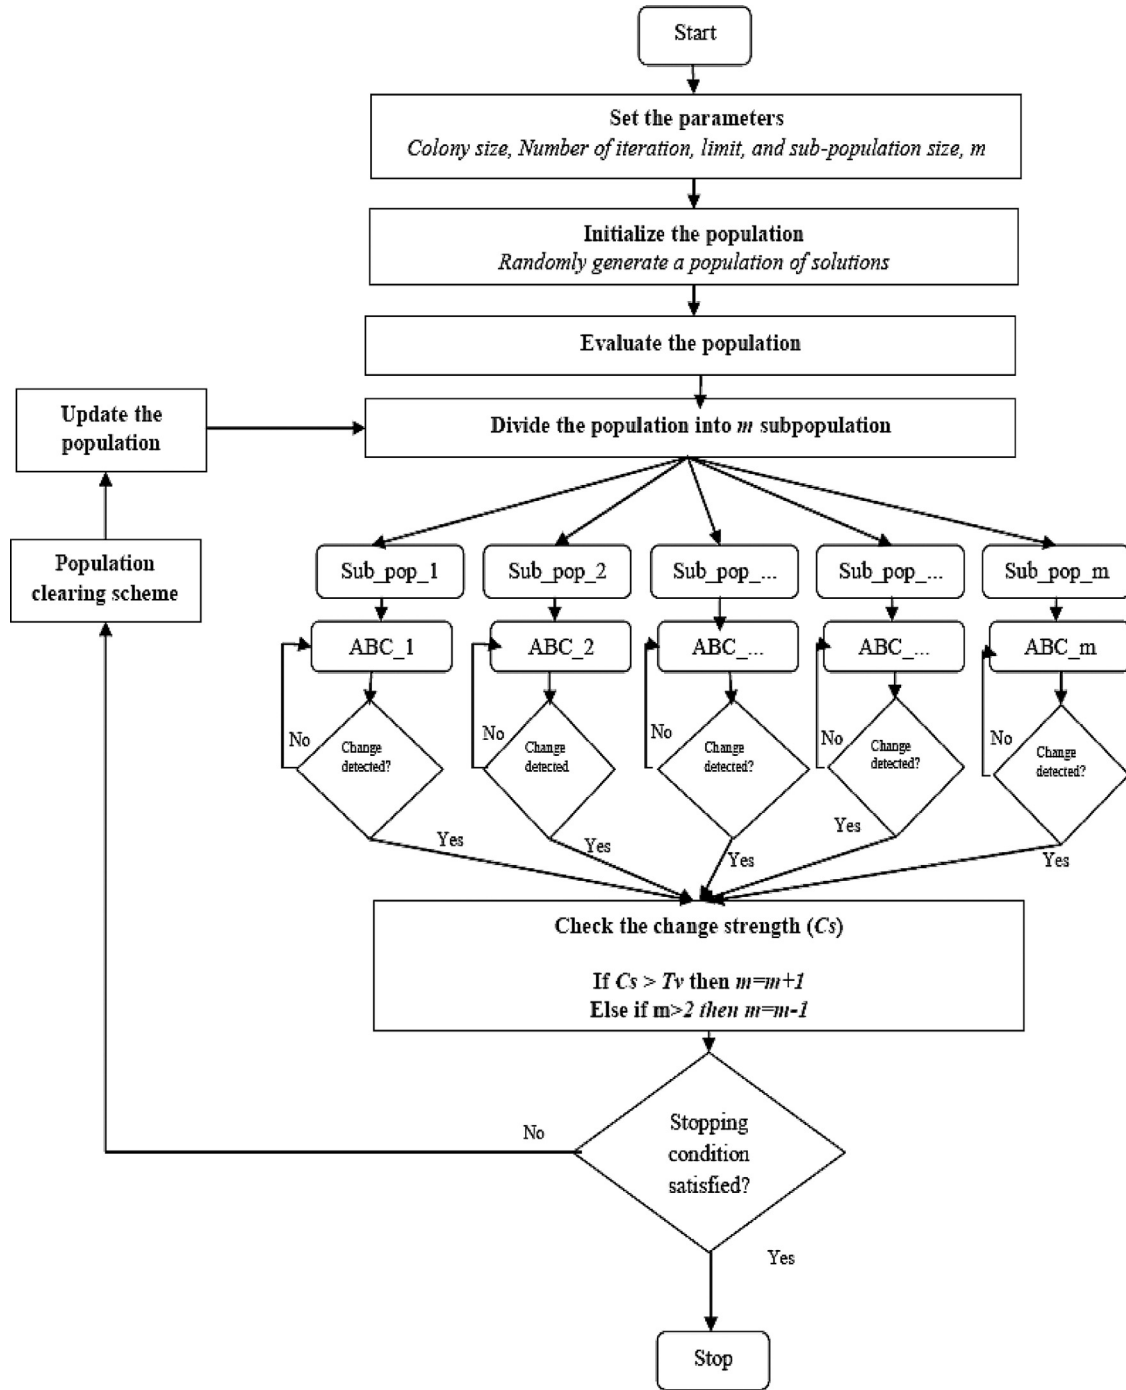 Start
Set the parameters
Colony size, Number of iteration, limit, and sub-population size, m
Initialize the population
Randomly generate a population of solutions
Evaluate the population
Update the
population
Divide the population into m subpopulation
Population
clearing scheme
Sub_pop_1
Sub_pop_2
Sub_pop_...
Sub_pop_...
Sub_pop_m
ABC_1
ABC_2
ABC_...
ABC_...
ABC_m
No
Change
detected?
No
Change
detected
No
Change
detected?
No
Change
detected?
No
Change
detected?
Yes
Yes
Yes
Yes
Yes
Check the change strength (Cs)
If Cs > Tv then m=m+1
Else if m>2 then m=m-1
No
Stopping
condition
satisfied?
Yes
Stop